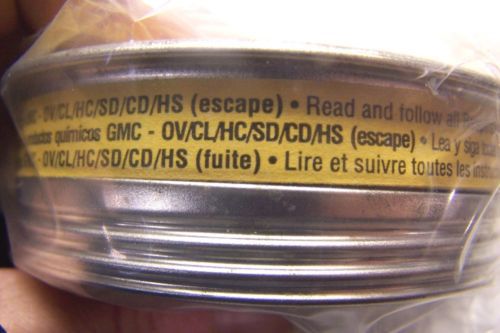 GMC - OV/CL/HC/SD/CD/HS (escape) • Read and follow all
químicos GMC - OV/CL/HC/SD/CD/HS (escape) • Lea y siga
- OV/CL/HC/SD/CD/HS (fuite) • Lire et suivre toutes les